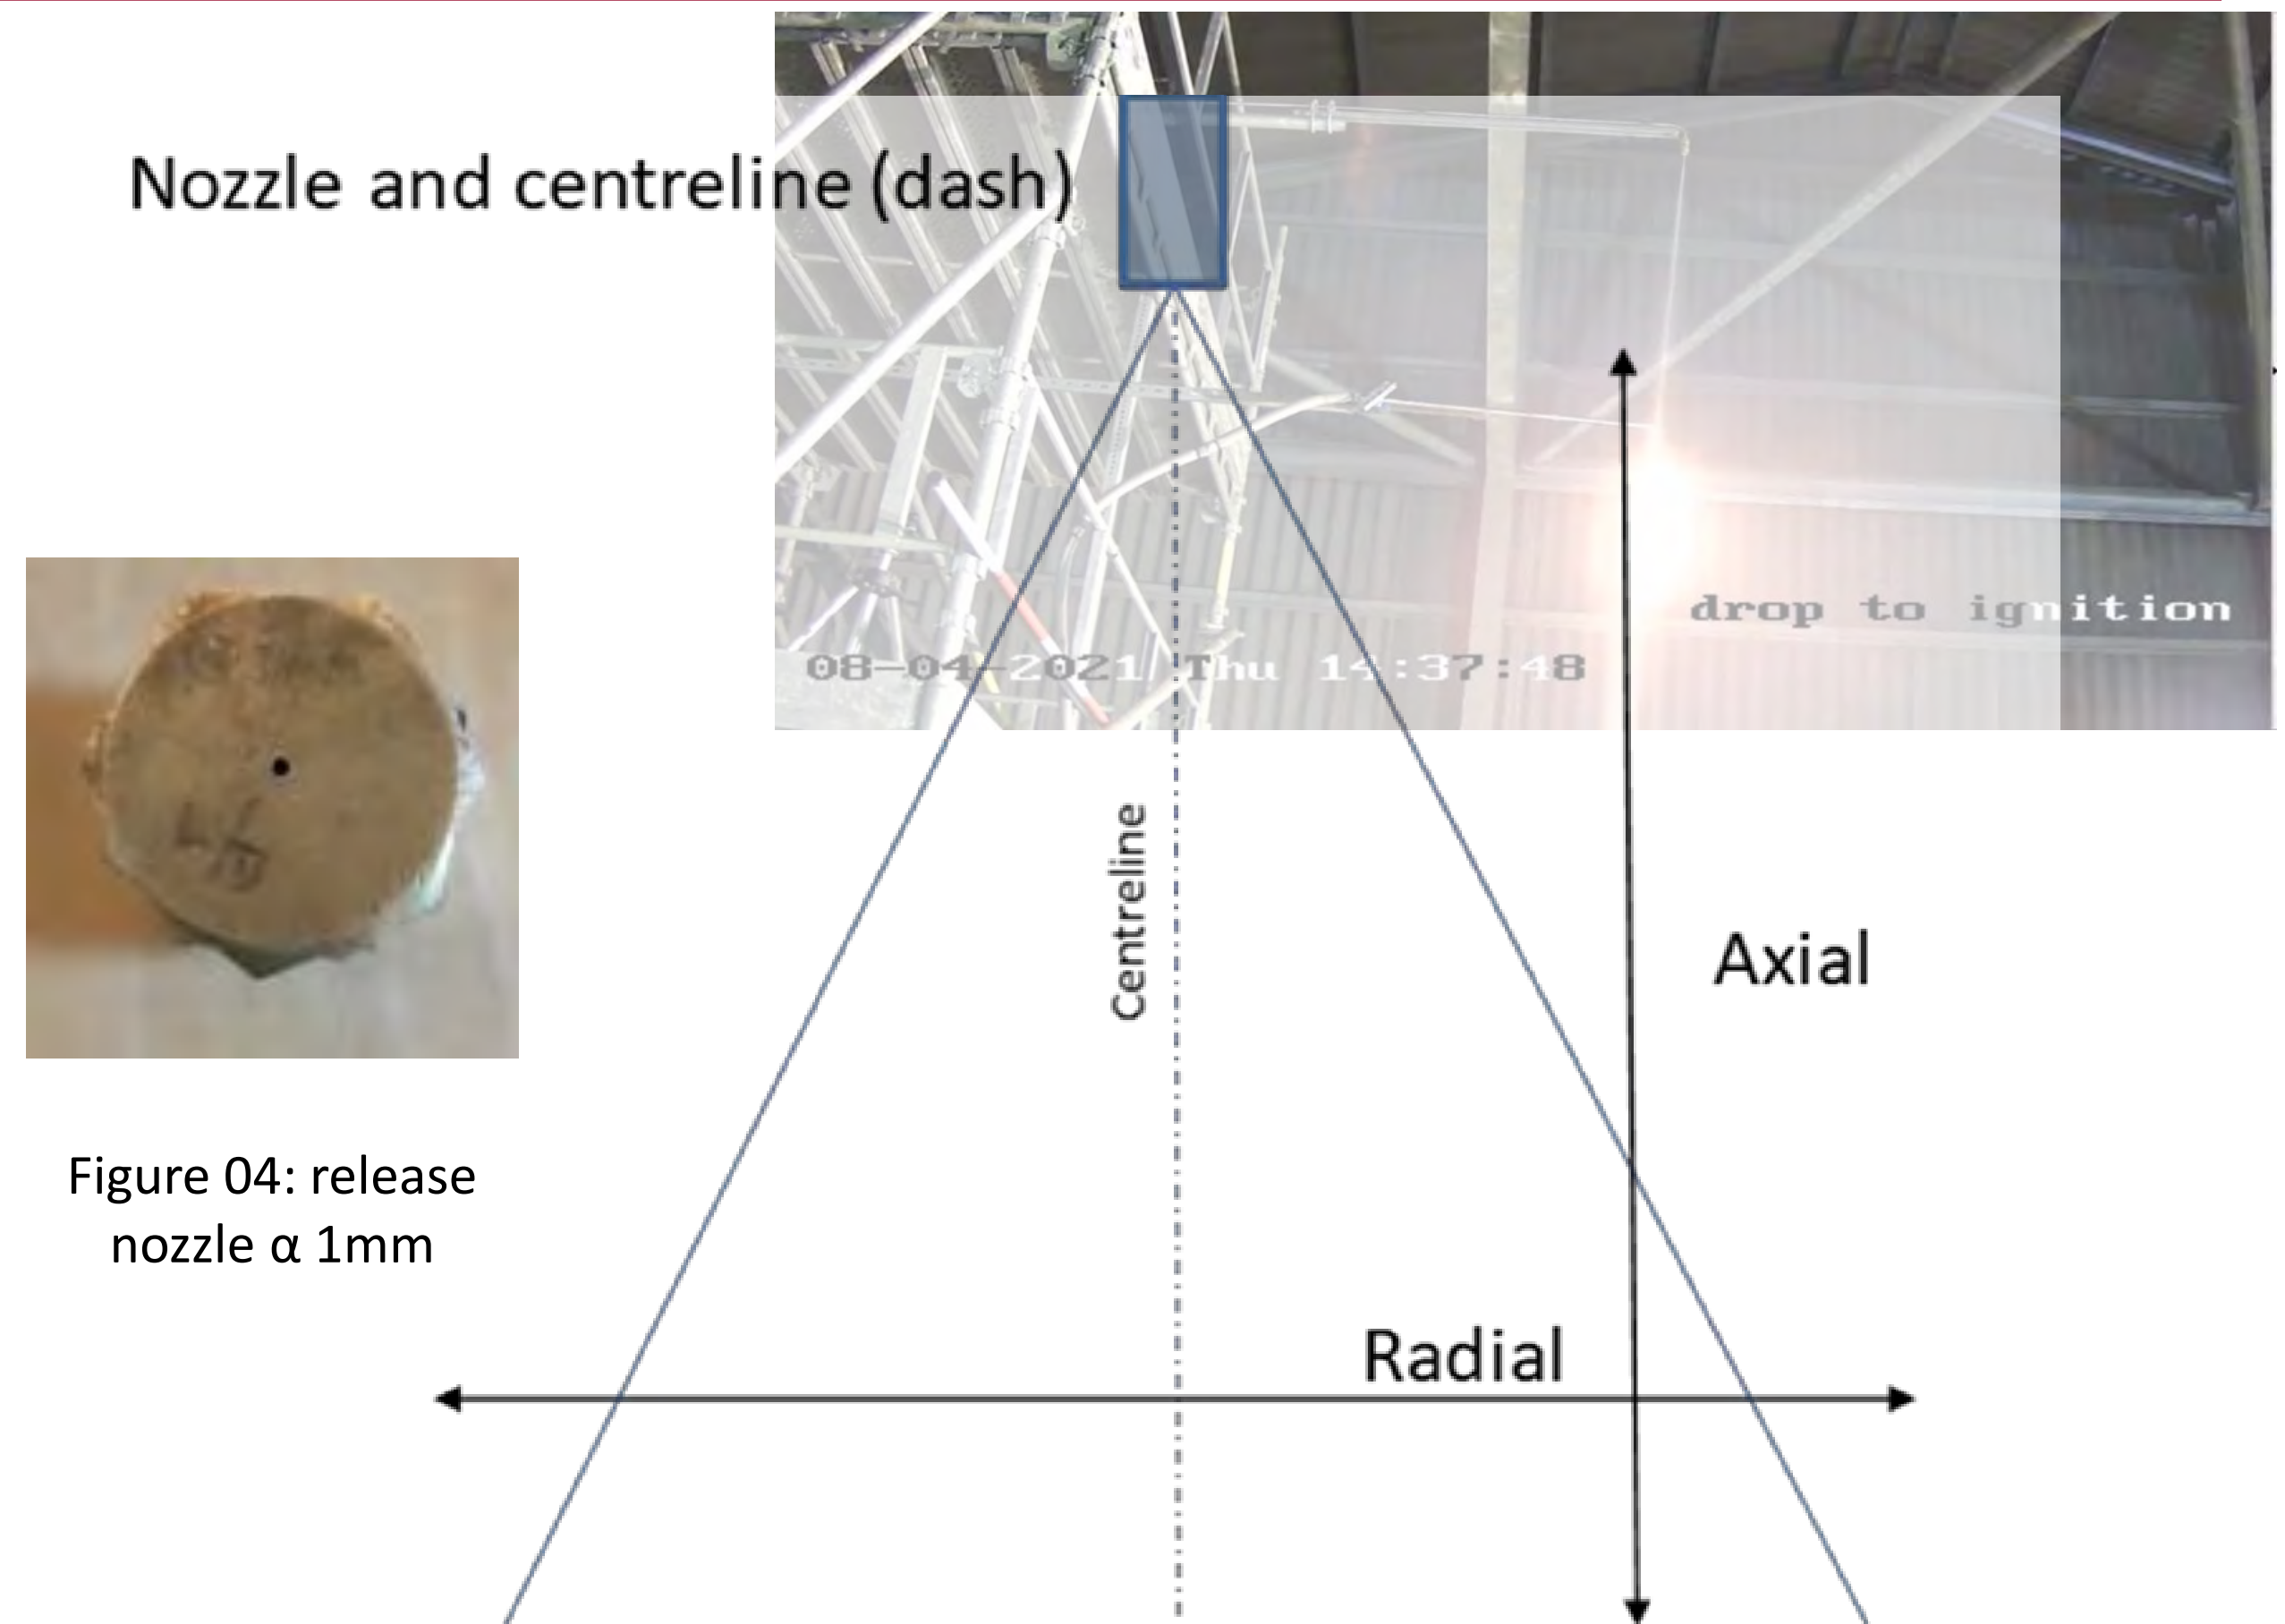 Nozzle and centreline (dash)
drop to ignition
08-04-2021 Thu 14:37:48
Centreline
Axial
Figure 04: release
nozzle α 1mm
Radial